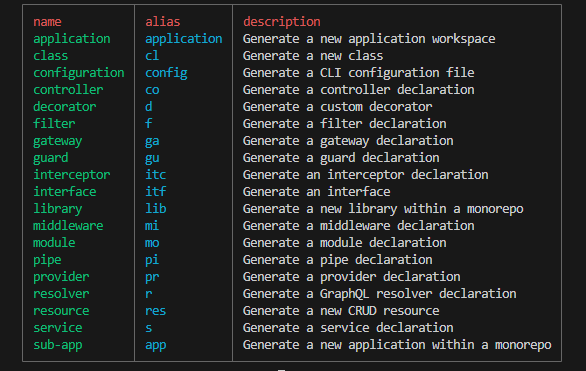 name alias description
application application Generate a new application workspace
class cl Generate a new class
configuration config Generate a CLI configuration file
controller co Generate a controller declaration
decorator d Generate a custom decorator
filter f Generate a filter declaration
gateway ga Generate a gateway declaration
guard gu Generate a guard declaration
interceptor itc Generate an interceptor declaration
interface itf Generate an interface
library lib Generate a new library within a monorepo
middleware mi Generate a middleware declaration
module mo Generate a module declaration
pipe pi Generate a pipe declaration
provider pr Generate a provider declaration
resolver r Generate a GraphQL resolver declaration
resource res Generate a new CRUD resource
service s Generate a service declaration
sub-app app Generate a new application within a monorepo